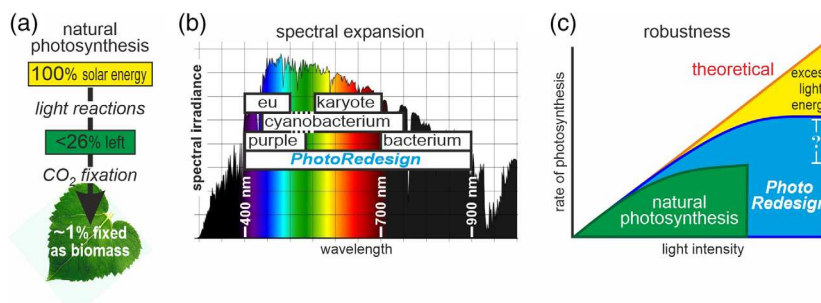 (a)
natural
photosynthesis
100% solar energy
light reactions
<26% left
CO2 fixation
~1% fixed
as biomass
(b)
spectral expansion
spectral irradiance
eu karyote
cyanobacterium
purple bacterium
PhotoRedesign
400 nm
700 nm
900 nm
wavelength
(c)
robustness
rate of photosynthesis
theoretical
light
natural
photosynthesis
Photo
Redesign
light intensity